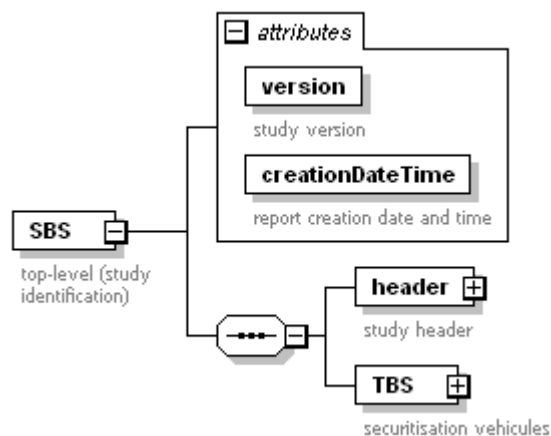 attributes
version
study version
creationDateTime
report creation date and time
SBS
top-level (study
identification)
header
study header
TBS
securitisation vehicules